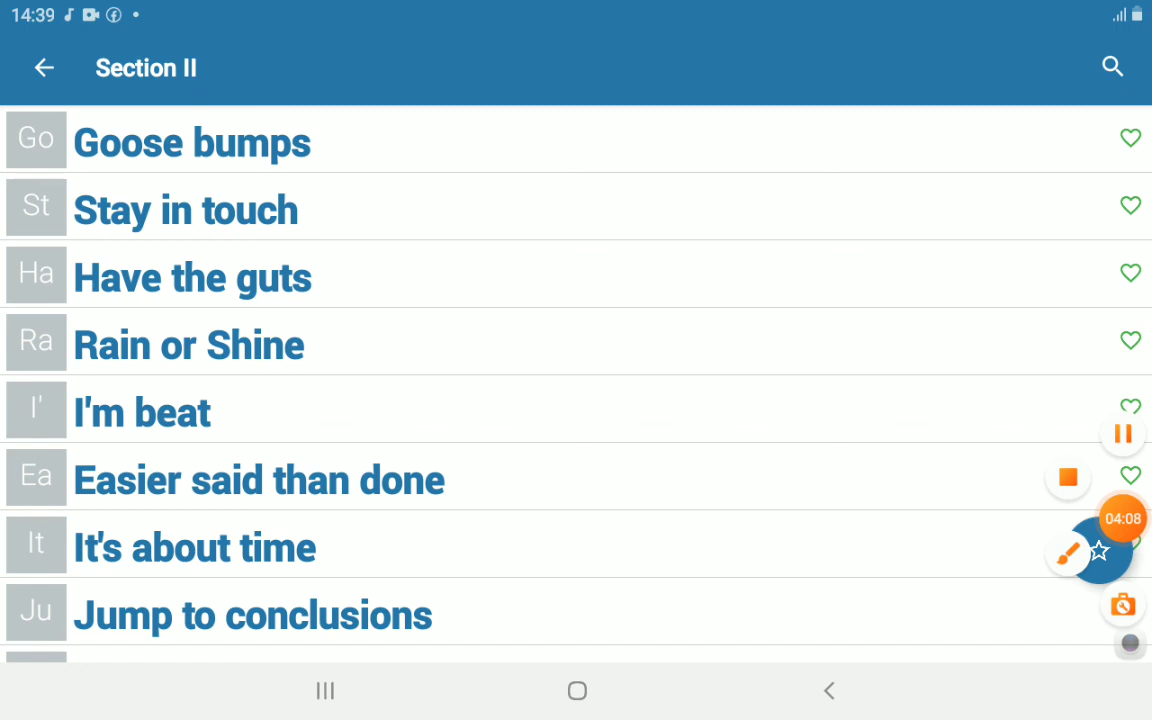 14:39
Section II
Go Goose bumps
St Stay in touch
Ha Have the guts
Ra Rain or Shine
I' I'm beat
Ea Easier said than done
It It's about time
Ju Jump to conclusions
04:08